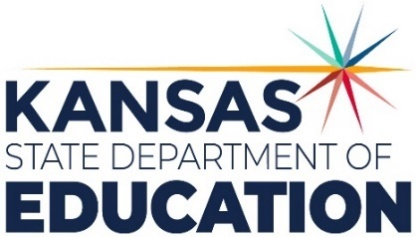 KANSAS
STATE DEPARTMENT OF
EDUCATION